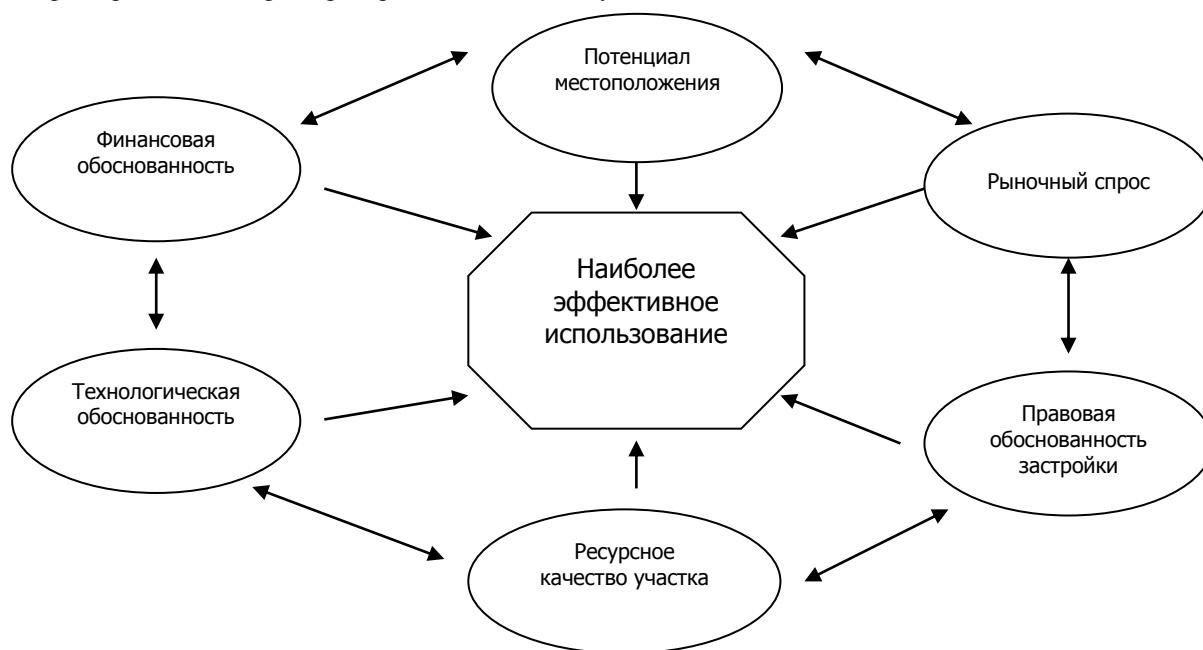 Потенциал
местоположения
Финансовая
обоснованность
Рыночный спрос
Наиболее
эффективное
использование
Технологическая
обоснованность
Правовая
обоснованность
застройки
Ресурсное
качество участка